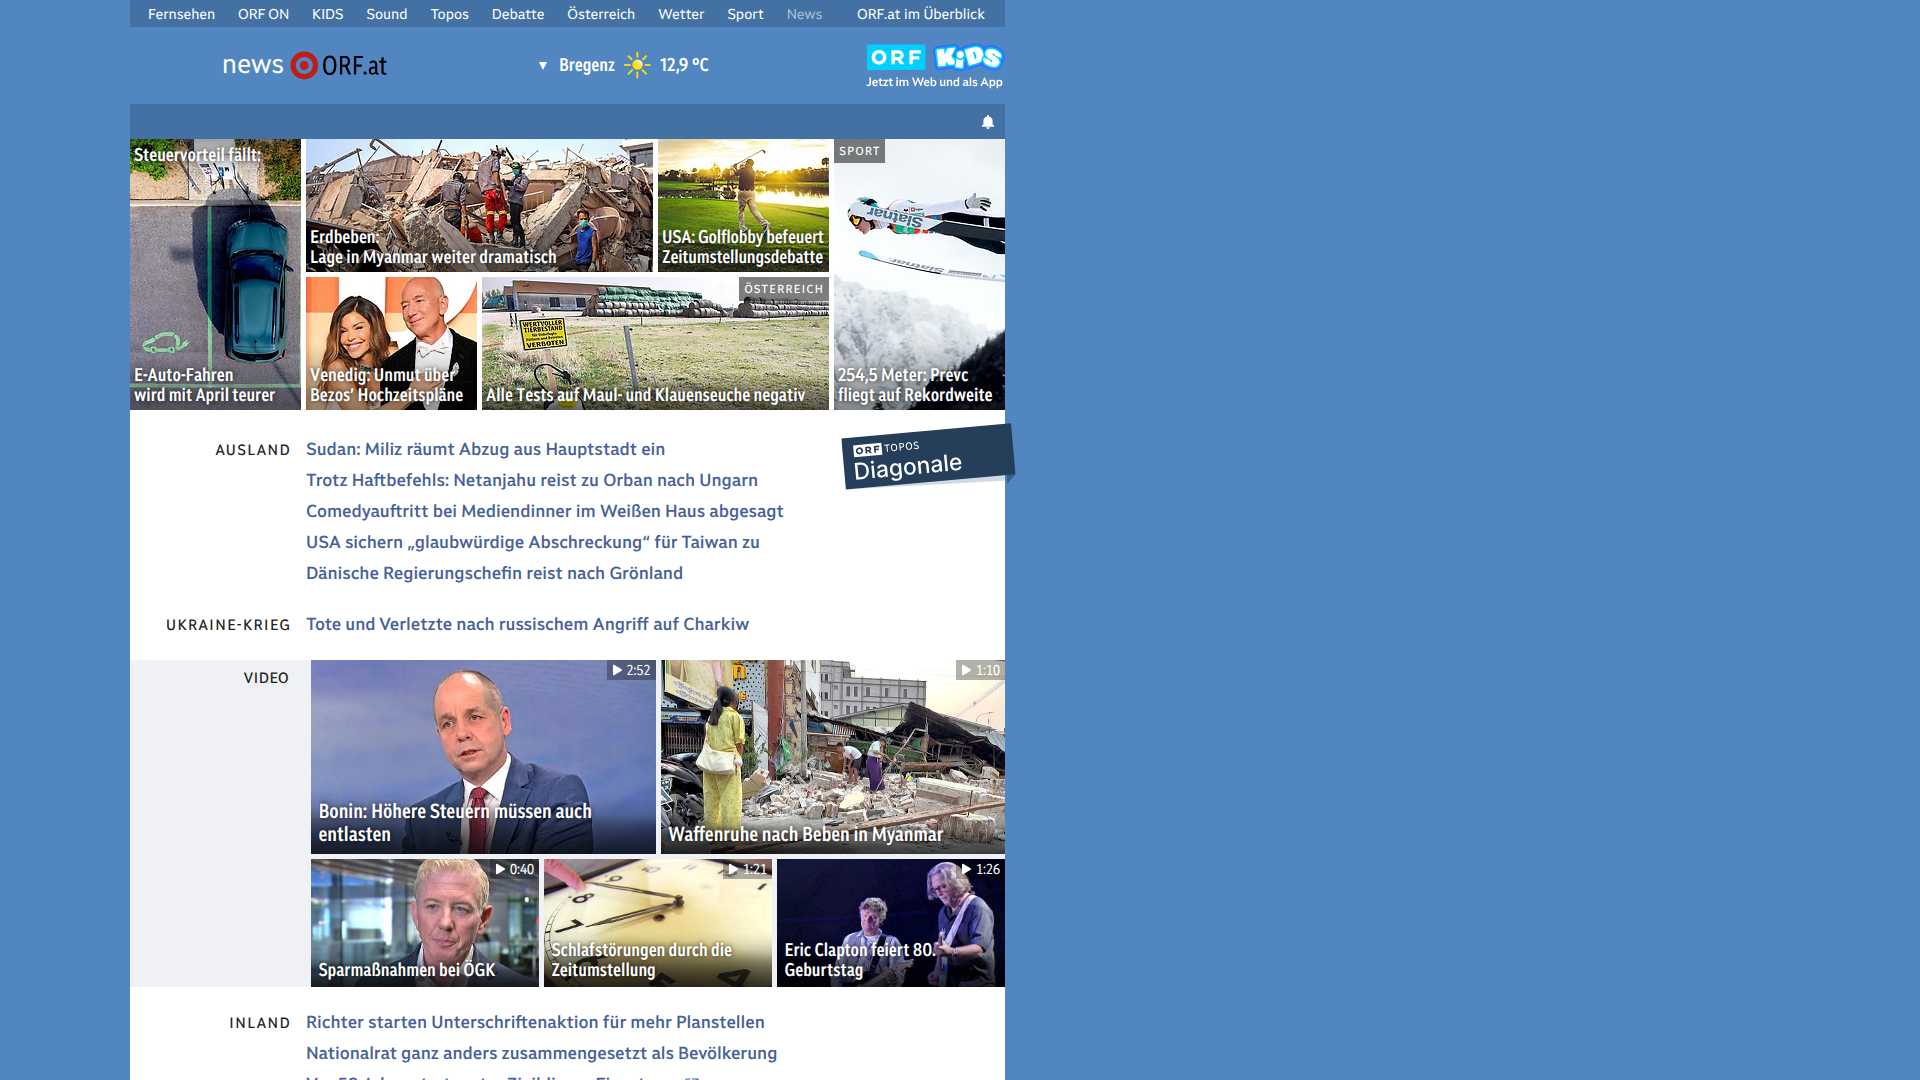 Fernsehen ORF ON KIDS Sound Topos Debatte Österreich Wetter Sport News ORF.at im Überblick
news ORF.at
▼ Bregenz 12,9 °C
ORF KiDS
Jetzt im Web und als App
Steuervorteil fällt:
E-Auto-Fahren
wird mit April teurer
Erdbeben:
Lage in Myanmar weiter dramatisch
USA: Golflobby befeuert
Zeitumstellungsdebatte
SPORT
Slatnar
Slatnar
254,5 Meter: Prevc
fliegt auf Rekordweite
Venedig: Unmut über
Bezos’ Hochzeitspläne
ÖSTERREICH
WERTVOLLER
TIERBESTAND
VERBOTEN
Alle Tests auf Maul- und Klauenseuche negativ
AUSLAND
Sudan: Miliz räumt Abzug aus Hauptstadt ein
Trotz Haftbefehls: Netanjahu reist zu Orban nach Ungarn
Comedyauftritt bei Mediendinner im Weißen Haus abgesagt
USA sichern „glaubwürdige Abschreckung“ für Taiwan zu
Dänische Regierungschefin reist nach Grönland
ORF TOPOS
Diagonale
UKRAINE-KRIEG
Tote und Verletzte nach russischem Angriff auf Charkiw
VIDEO
2:52
Bonin: Höhere Steuern müssen auch
entlasten
1:10
Waffenruhe nach Beben in Myanmar
0:40
Sparmaßnahmen bei ÖGK
1:21
Schlafstörungen durch die
Zeitumstellung
1:26
Eric Clapton feiert 80.
Geburtstag
INLAND
Richter starten Unterschriftenaktion für mehr Planstellen
Nationalrat ganz anders zusammengesetzt als Bevölkerung